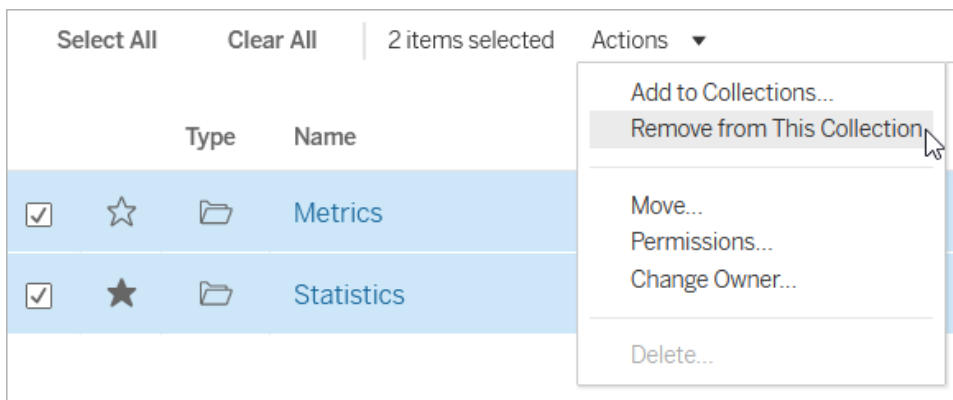 Select All Clear All 2 items selected Actions
Add to Collections...
Remove from This Collection
Type Name
Metrics
Move...
Permissions...
Change Owner...
Statistics
Delete...